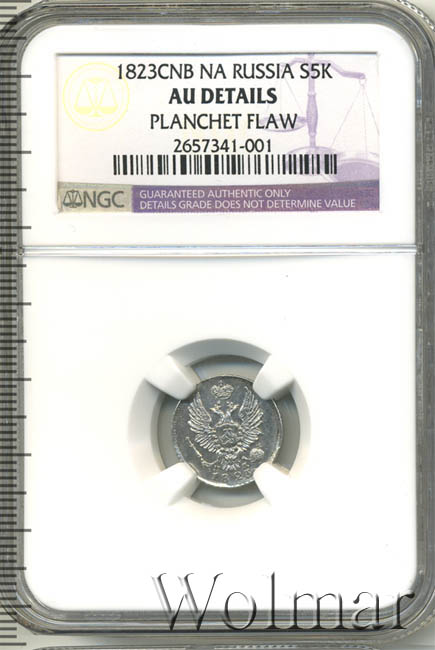 1823CNB NA RUSSIA S5K
AU DETAILS
PLANCHET FLAW
2657341-001
NGC
GUARANTEED AUTHENTIC ONLY
DETAILS GRADE DOES NOT DETERMINE VALUE
1823
Wolmar